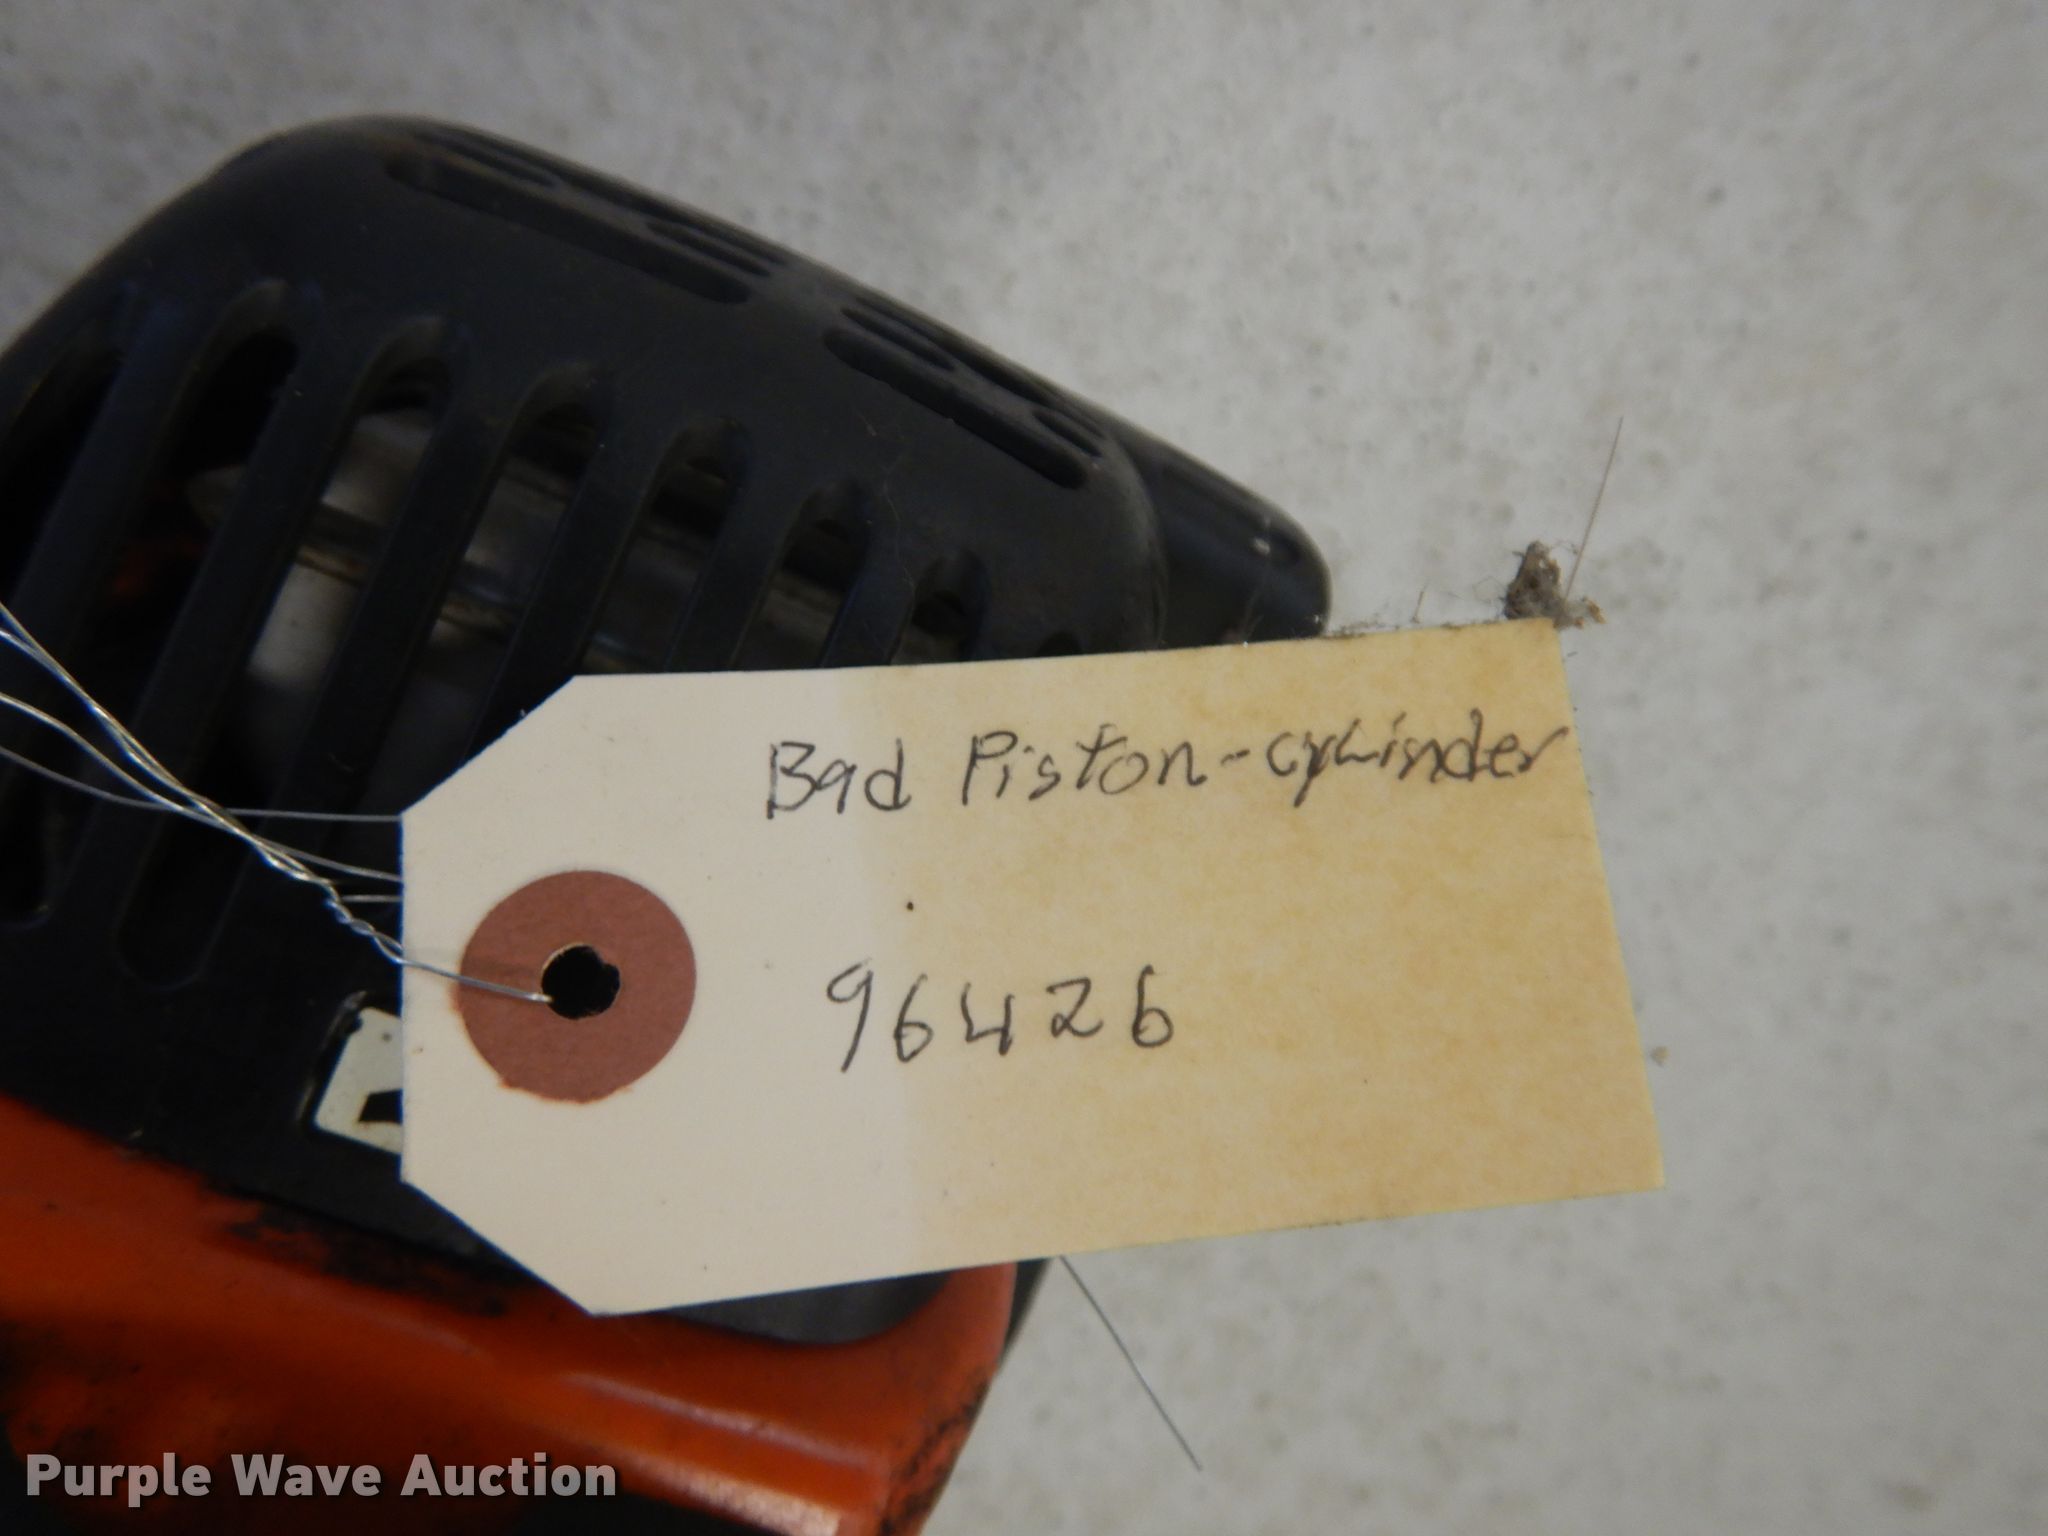 Bad Piston-cylinder
96426
Purple Wave Auction